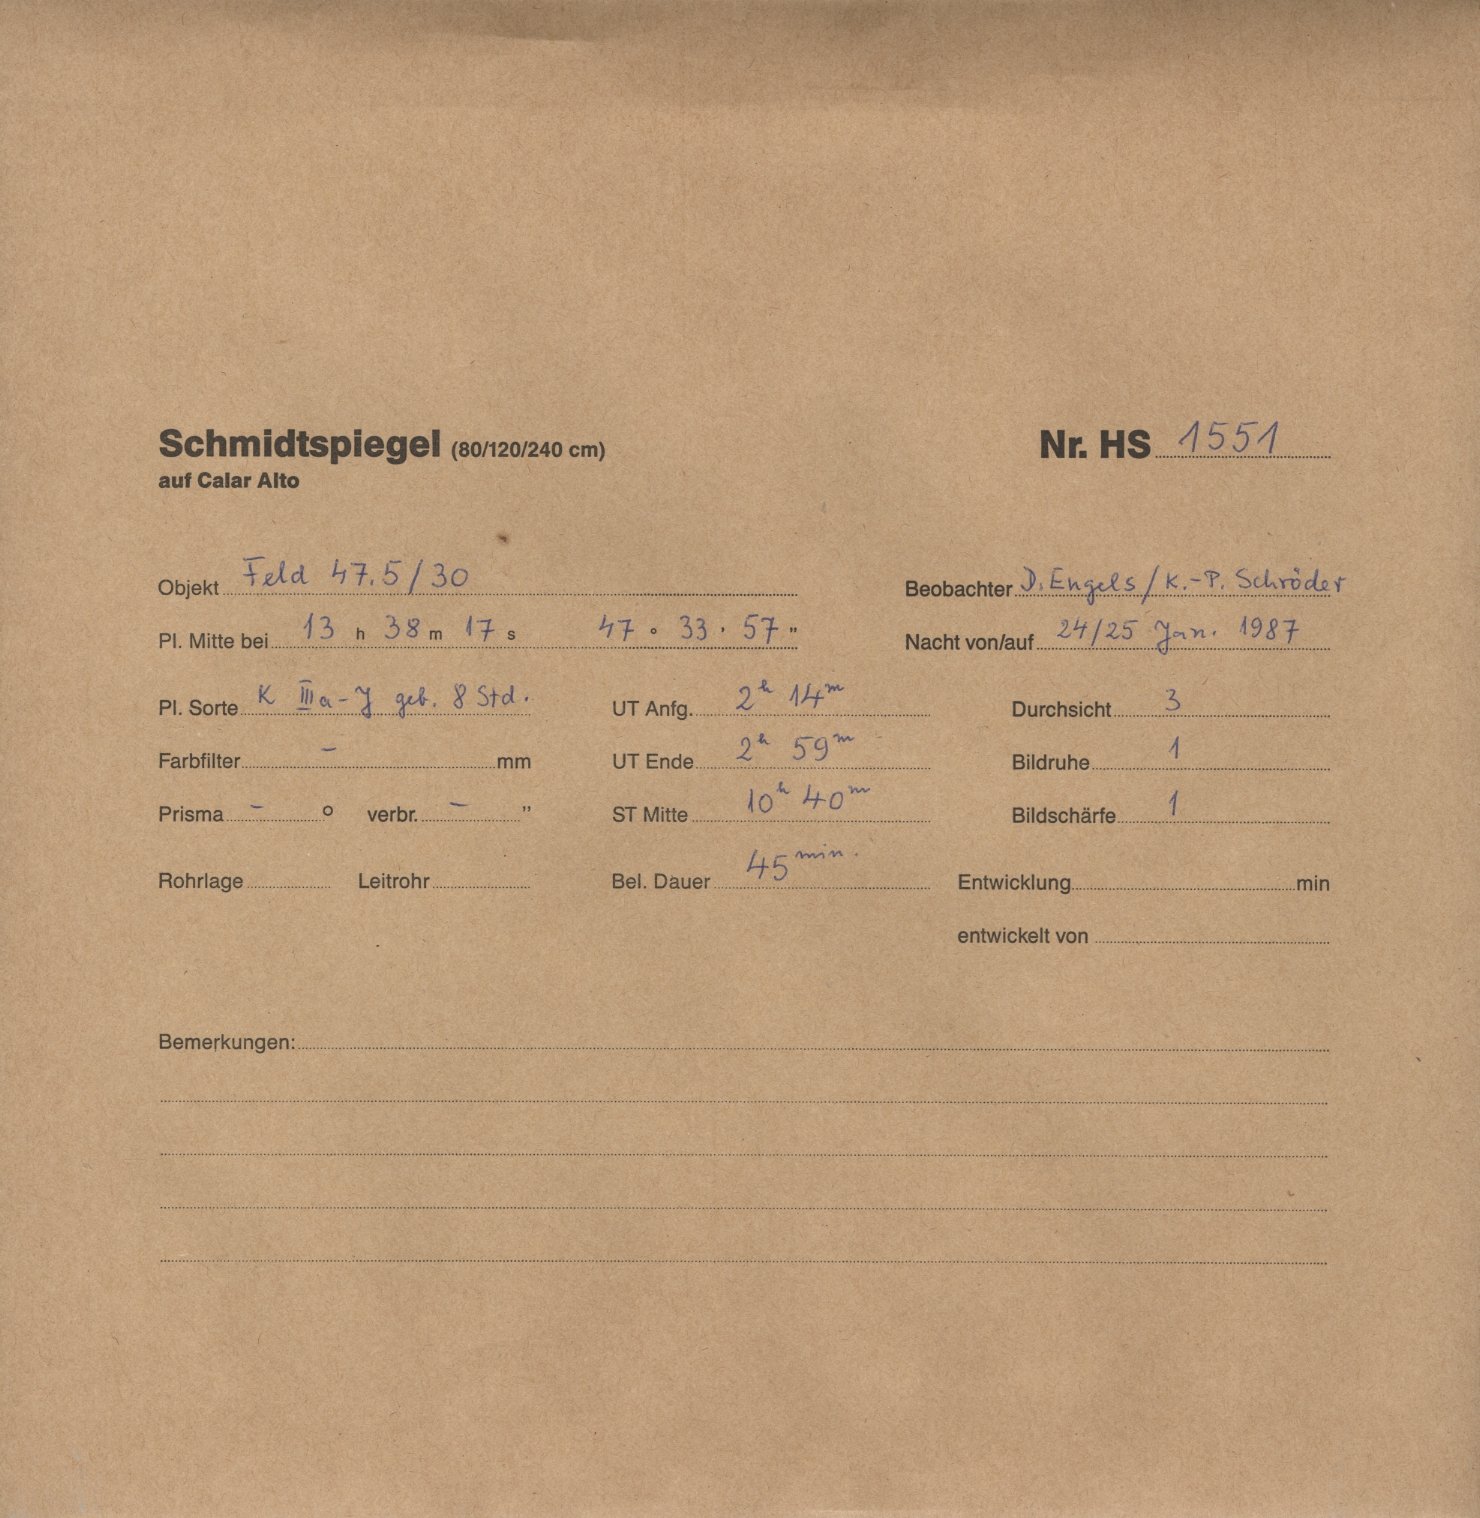 Schmidtspiegel (80/120/240 cm) Nr. HS 1551
auf Calar Alto
Objekt Feld 47.5/30 Beobachter D. Engels / K.-P. Schröder
Pl. Mitte bei 13 h 38 m 17 s 47 ° 33 ' 57 " Nacht von/auf 24/25 Jan. 1987
Pl. Sorte K IIIa-J geb. 8 Std. UT Anfg. 2h 14m Durchsicht 3
Farbfilter – mm UT Ende 2h 59m Bildruhe 1
Prisma – ° verbr. – " ST Mitte 10h 40m Bildschärfe 1
Rohrlage Leitrohr Bel. Dauer 45 min. Entwicklung min
entwickelt von
Bemerkungen: